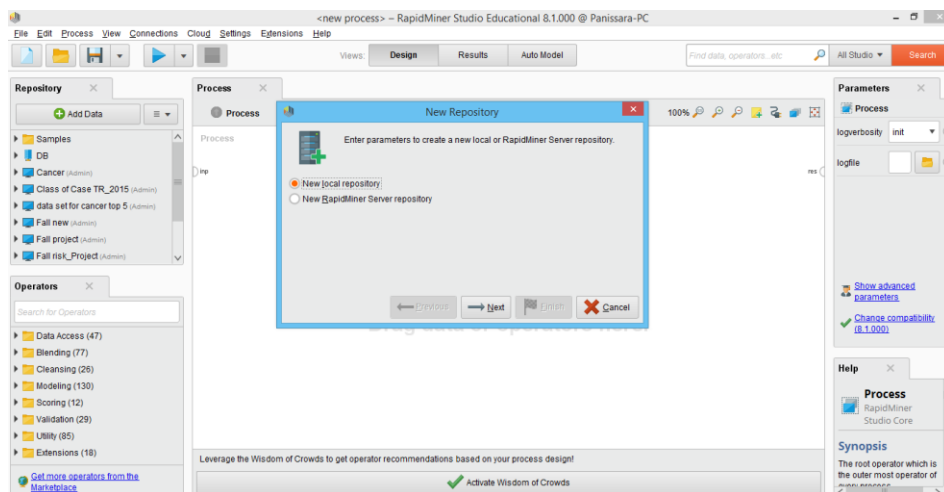 <new process> – RapidMiner Studio Educational 8.1.000 @ Panissara-PC
File Edit Process View Connections Cloud Settings Extensions Help
Views: Design Results Auto Model
Find data, operators...etc
All Studio
Search
Repository
Add Data
Samples
DB
Cancer (Admin)
Class of Case TR_2015 (Admin)
data set for cancer top 5 (Admin)
Fall new (Admin)
Fall project (Admin)
Fall risk_Project (Admin)
Operators
Search for Operators
Data Access (47)
Blending (77)
Cleansing (26)
Modeling (130)
Scoring (12)
Validation (29)
Utility (85)
Extensions (18)
Get more operators from the
Marketplace
Process
Process
100%
Process
inp
res
New Repository
Enter parameters to create a new local or RapidMiner Server repository.
New local repository
New RapidMiner Server repository
Previous
Next
Finish
Cancel
Drag data or operators here.
Leverage the Wisdom of Crowds to get operator recommendations based on your process design!
Activate Wisdom of Crowds
Parameters
Process
logverbosity init
logfile
Show advanced
parameters
Change compatibility
(8.1.000)
Help
Process
RapidMiner
Studio Core
Synopsis
The root operator which is
the outer most operator of
every process.